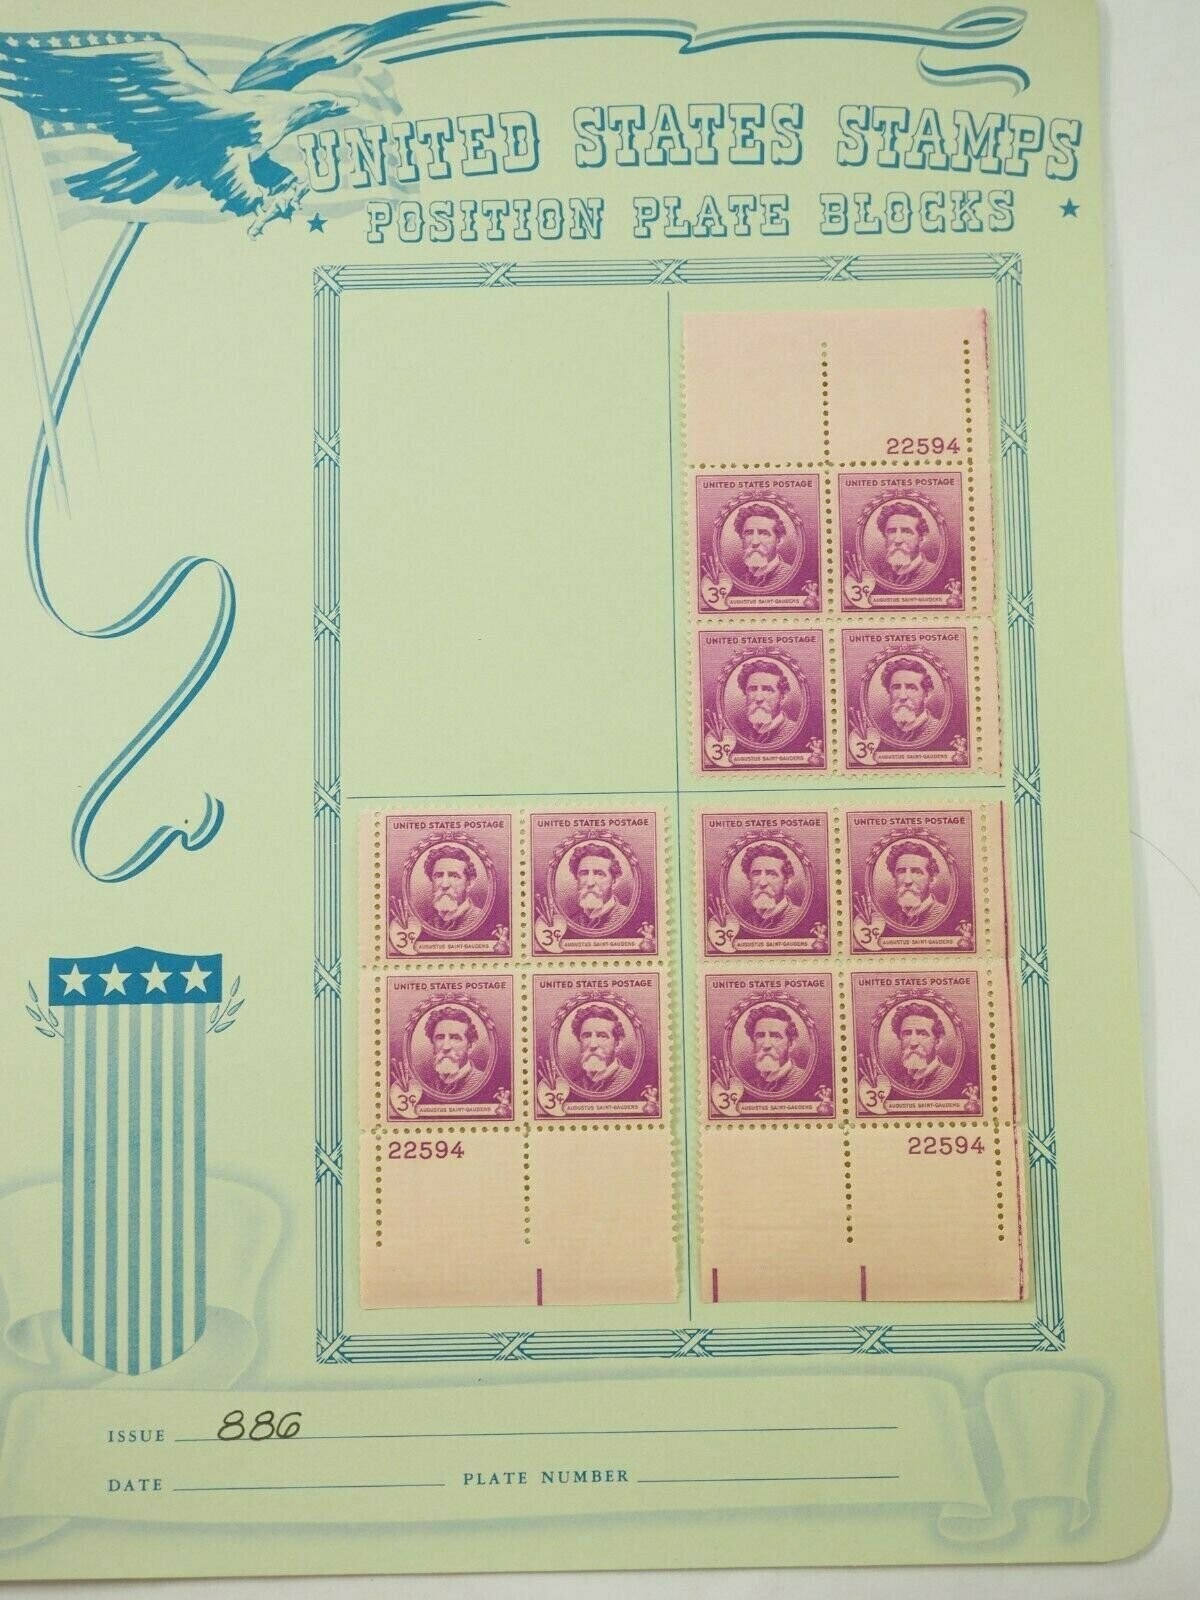 UNITED STATES STAMPS
★ POSITION PLATE BLOCKS ★
22594
UNITED STATES POSTAGE
3¢
AUGUSTUS SAINT-GAUDENS
UNITED STATES POSTAGE
3¢
AUGUSTUS SAINT-GAUDENS
UNITED STATES POSTAGE
3¢
AUGUSTUS SAINT-GAUDENS
UNITED STATES POSTAGE
3¢
AUGUSTUS SAINT-GAUDENS
UNITED STATES POSTAGE
3¢
AUGUSTUS SAINT-GAUDENS
UNITED STATES POSTAGE
3¢
AUGUSTUS SAINT-GAUDENS
UNITED STATES POSTAGE
3¢
AUGUSTUS SAINT-GAUDENS
UNITED STATES POSTAGE
3¢
AUGUSTUS SAINT-GAUDENS
22594
UNITED STATES POSTAGE
3¢
AUGUSTUS SAINT-GAUDENS
UNITED STATES POSTAGE
3¢
AUGUSTUS SAINT-GAUDENS
UNITED STATES POSTAGE
3¢
AUGUSTUS SAINT-GAUDENS
UNITED STATES POSTAGE
3¢
AUGUSTUS SAINT-GAUDENS
22594
ISSUE 886
DATE PLATE NUMBER